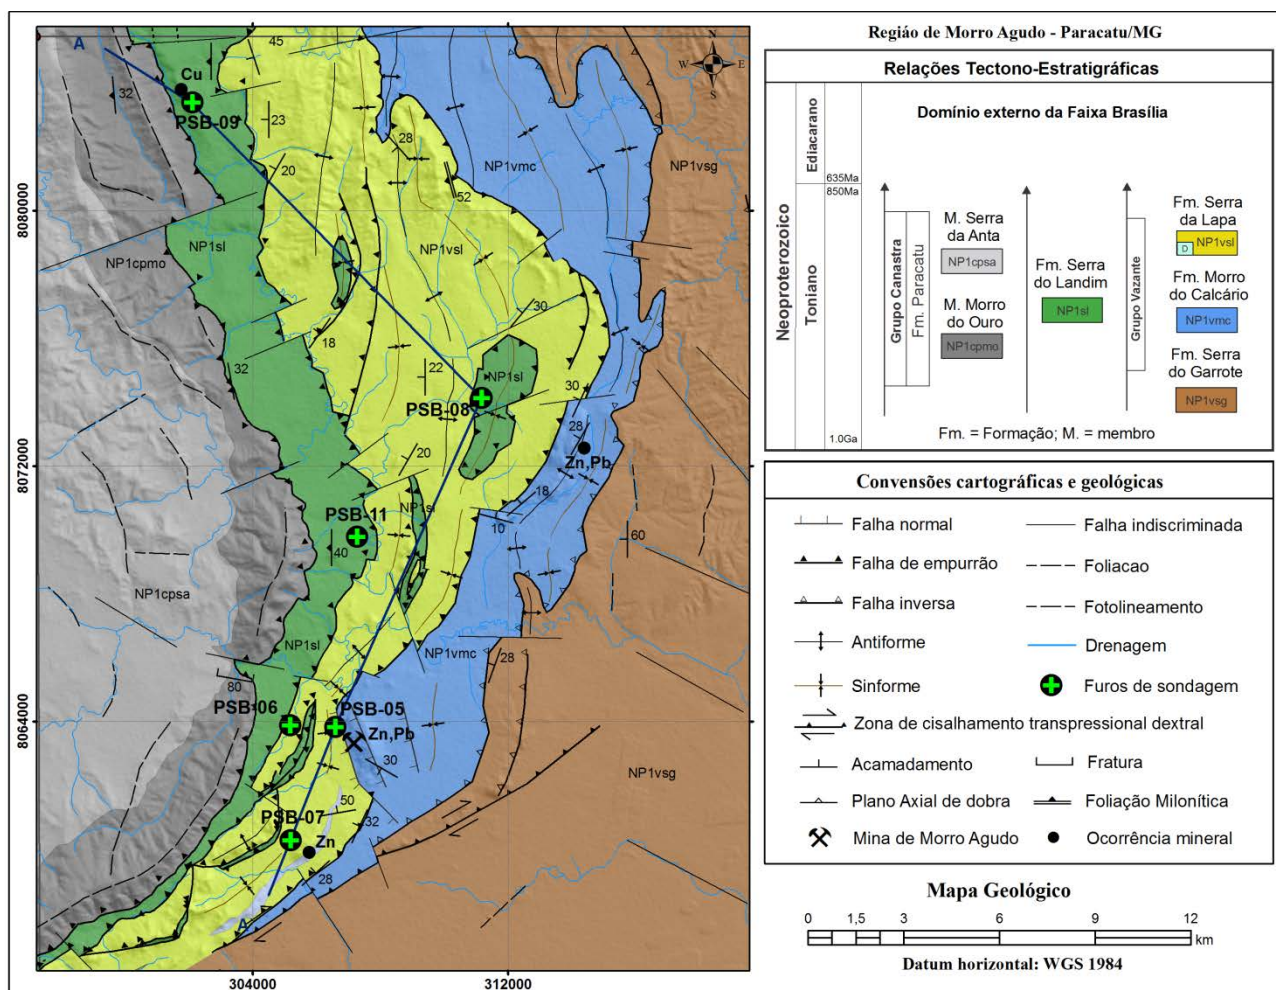 A
Cu
32
PSB-09
45
23
20
28
52
NP1vmc
NP1vsg
N
W
E
S
8080000
NP1sl
NP1cpmo
NP1vsl
30
18
32
22
NP1sl
30
PSB-08
28
Zn,Pb
20
8072000
18
NP1sl
PSB-11
10
40
60
NP1cpsa
NP1sl
NP1vmc
28
80
PSB-06
PSB-05
Zn,Pb
8064000
30
NP1vsg
50
PSB-07
32
Zn
28
A
304000
312000
Região de Morro Agudo - Paracatu/MG
Relações Tectono-Estratigráficas
Domínio externo da Faixa Brasília
Neoproterozoico
Ediacarano
635Ma
850Ma
Toniano
1.0Ga
Grupo Canastra
Fm. Paracatu
M. Serra
da Anta
NP1cpsa
M. Morro
do Ouro
NP1cpmo
Fm. Serra
do Landim
NP1sl
Grupo Vazante
Fm. Serra
da Lapa
D
NP1vsl
Fm. Morro
do Calcário
NP1vmc
Fm. Serra
do Garrote
NP1vsg
Fm. = Formação; M. = membro
Convensões cartográficas e geológicas
Falha normal
Falha indiscriminada
Falha de empurrão
Foliacao
Falha inversa
Fotolineamento
Antiforme
Drenagem
Sinforme
Furos de sondagem
Zona de cisalhamento transpressional dextral
Acamadamento
Fratura
Plano Axial de dobra
Foliação Milonítica
Mina de Morro Agudo
Ocorrência mineral
Mapa Geológico
0 1,5 3 6 9 12
km
Datum horizontal: WGS 1984